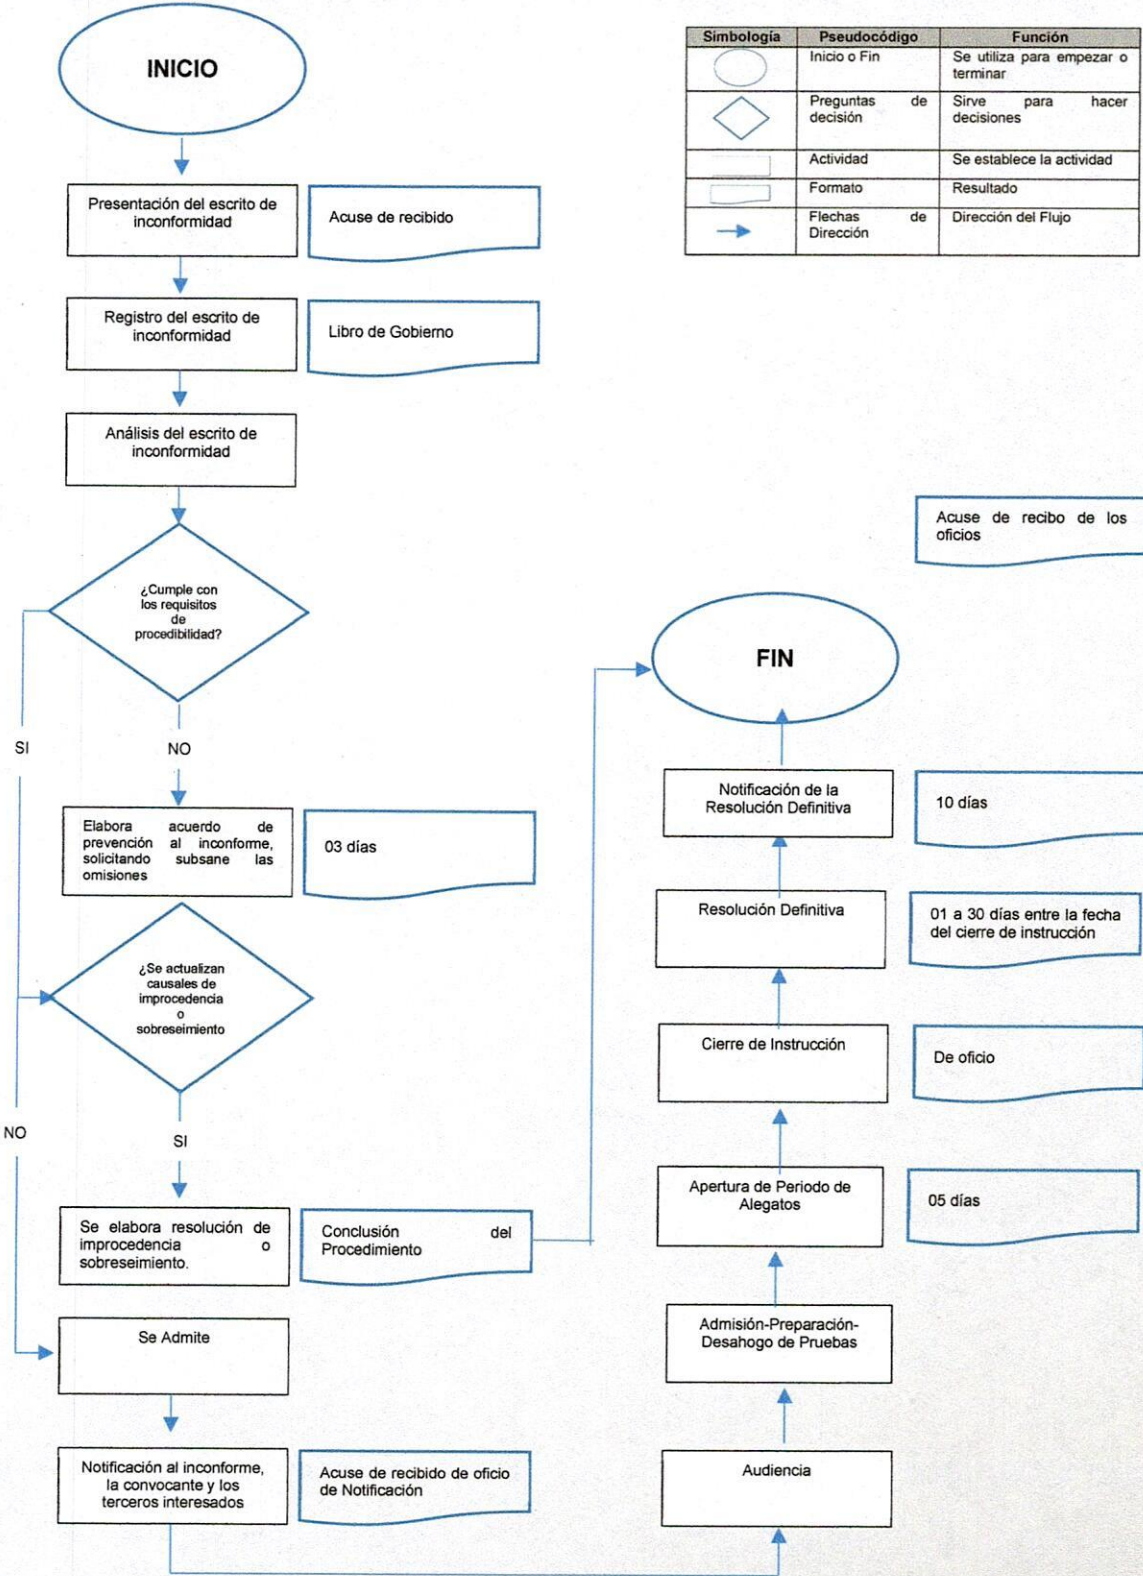 INICIO
Presentación del escrito de
inconformidad
Acuse de recibido
Registro del escrito de
inconformidad
Libro de Gobierno
Análisis del escrito de
inconformidad
¿Cumple con
los requisitos
de
procedibilidad?
SI
NO
Elabora acuerdo de
prevención al inconforme,
solicitando subsane las
omisiones
03 días
¿Se actualizan
causales de
improcedencia
o
sobreseimiento
NO
SI
Se elabora resolución de
improcedencia o
sobreseimiento.
Conclusión del
Procedimiento
Se Admite
Notificación al inconforme,
la convocante y los
terceros interesados
Acuse de recibido de oficio
de Notificación
Simbología Pseudocódigo Función
Inicio o Fin Se utiliza para empezar o
terminar
Preguntas de Sirve para hacer
decisión decisiones
Actividad Se establece la actividad
Formato Resultado
Flechas de Dirección del Flujo
Dirección
Acuse de recibo de los
oficios
FIN
Notificación de la
Resolución Definitiva
10 días
Resolución Definitiva
01 a 30 días entre la fecha
del cierre de instrucción
Cierre de Instrucción
De oficio
Apertura de Periodo de
Alegatos
05 días
Admisión-Preparación-
Desahogo de Pruebas
Audiencia